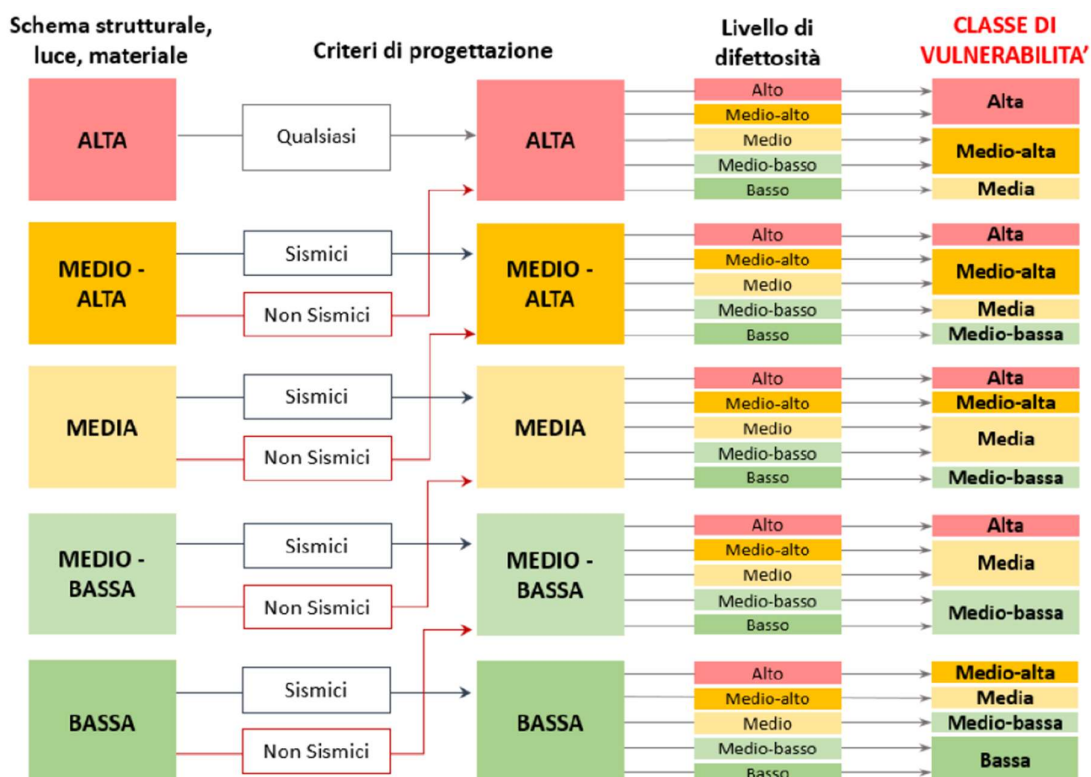 Schema strutturale,
luce, materiale
Criteri di progettazione
Livello di
difettosità
CLASSE DI
VULNERABILITA'
ALTA
Qualsiasi
ALTA
Alto
Medio-alto
Medio
Medio-basso
Basso
Alta
Medio-alta
Media
MEDIO -
ALTA
Sismici
Non Sismici
MEDIO -
ALTA
Alto
Medio-alto
Medio
Medio-basso
Basso
Alta
Medio-alta
Media
Medio-bassa
MEDIA
Sismici
Non Sismici
MEDIA
Alto
Medio-alto
Medio
Medio-basso
Basso
Alta
Medio-alta
Media
Medio-bassa
MEDIO -
BASSA
Sismici
Non Sismici
MEDIO -
BASSA
Alto
Medio-alto
Medio
Medio-basso
Basso
Alta
Media
Medio-bassa
BASSA
Sismici
Non Sismici
BASSA
Alto
Medio-alto
Medio
Medio-basso
Basso
Medio-alta
Media
Medio-bassa
Bassa